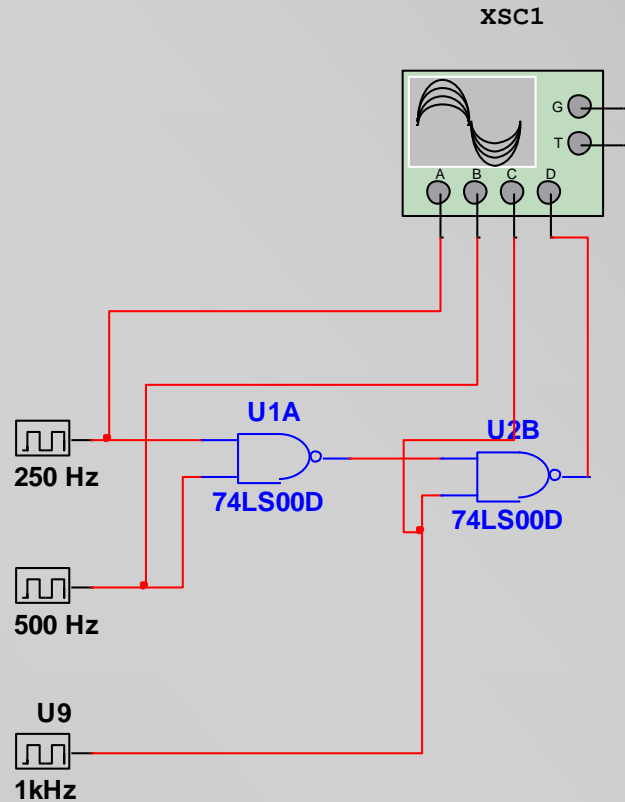 XSC1
G
T
A B C D
U1A
U2B
250 Hz
74LS00D
74LS00D
500 Hz
U9
1kHz